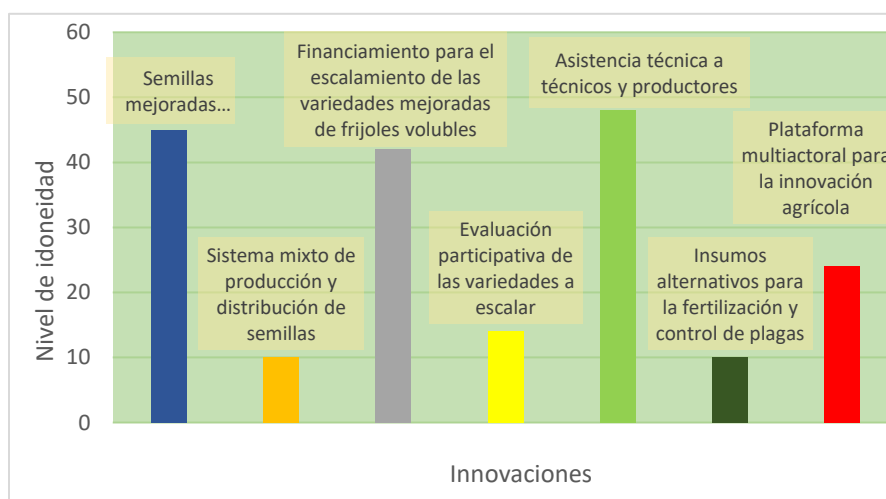 60
50
40
30
20
10
0
Nivel de idoneidad
Semillas
mejoradas...
Sistema mixto de
producción y
distribución de
semillas
Financiamiento para el
escalamiento de las
variedades mejoradas
de frijoles volubles
Evaluación
participativa de
las variedades a
escalar
Asistencia técnica a
técnicos y productores
Insumos
alternativos para
la fertilización y
control de plagas
Plataforma
multiactoral para
la innovación
agrícola
Innovaciones